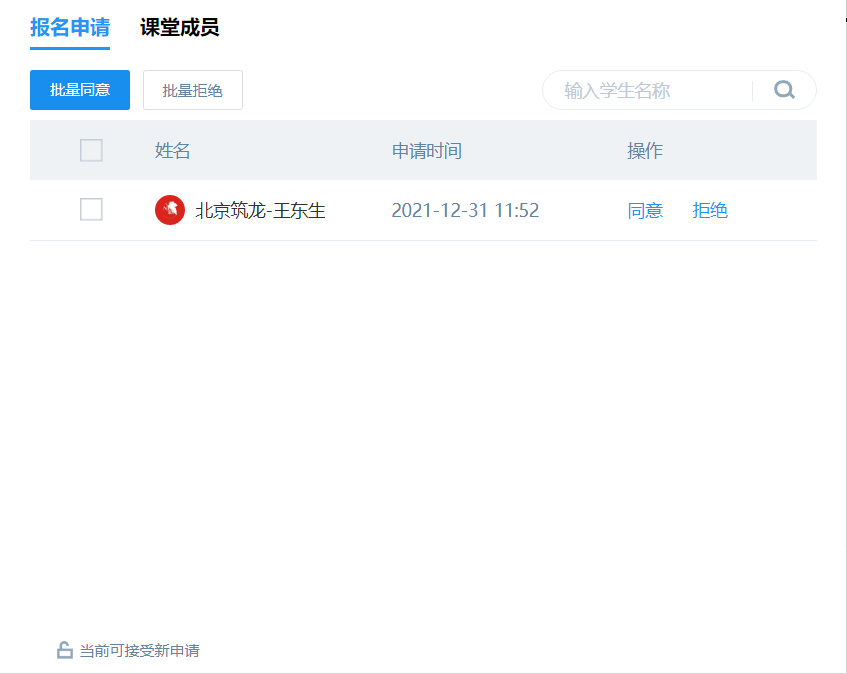 报名申请 课堂成员
批量同意 批量拒绝 输入学生名称
姓名 申请时间 操作
北京筑龙-王东生 2021-12-31 11:52 同意 拒绝
当前可接受新申请